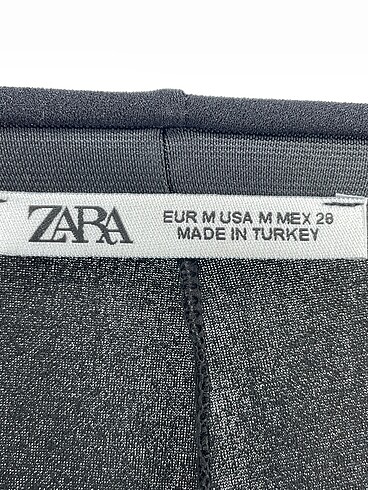 ZARA
EUR M USA M MEX 28
MADE IN TURKEY